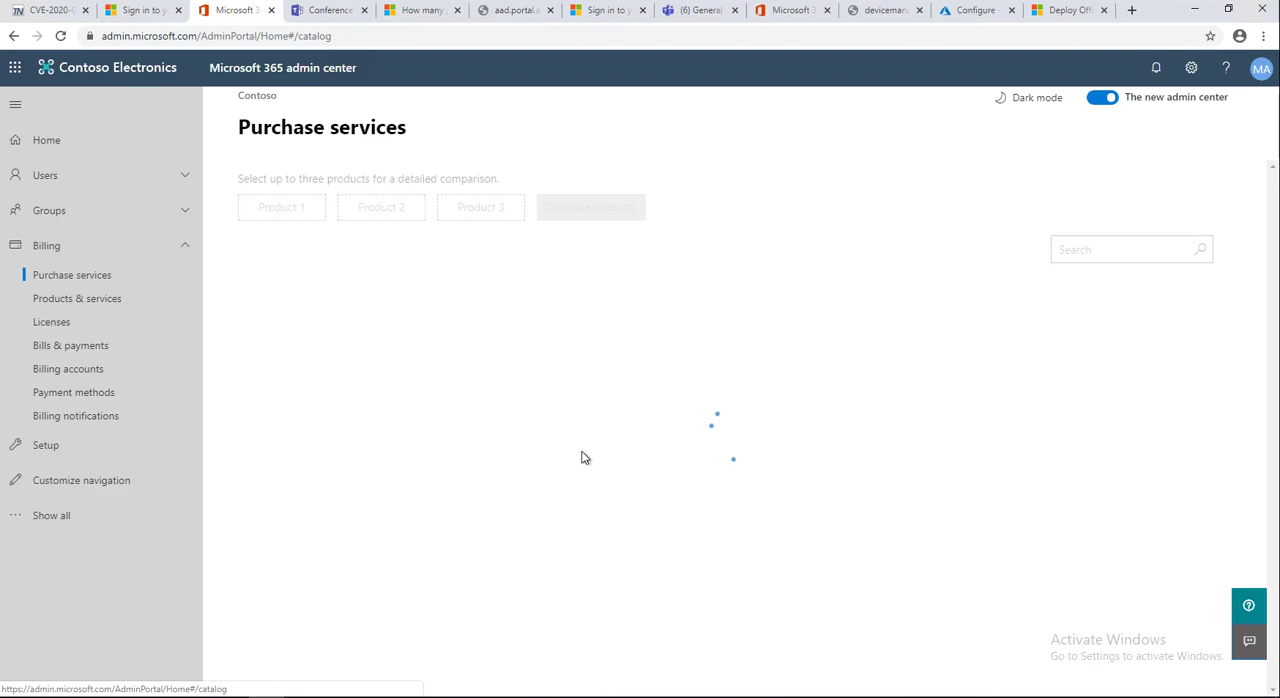 CVE-2020-
Sign in to y
Microsoft 3
Conference
How many
aad.portal.a
Sign in to y
(6) General
Microsoft 3
deviceman
Configure
Deploy Off
admin.microsoft.com/AdminPortal/Home#/catalog
Contoso Electronics
Microsoft 365 admin center
MA
Contoso
Dark mode
The new admin center
Purchase services
Select up to three products for a detailed comparison.
Product 1
Product 2
Product 3
Search
Home
Users
Groups
Billing
Purchase services
Products & services
Licenses
Bills & payments
Billing accounts
Payment methods
Billing notifications
Setup
Customize navigation
Show all
Activate Windows
Go to Settings to activate Windows.
https://admin.microsoft.com/AdminPortal/Home#/catalog